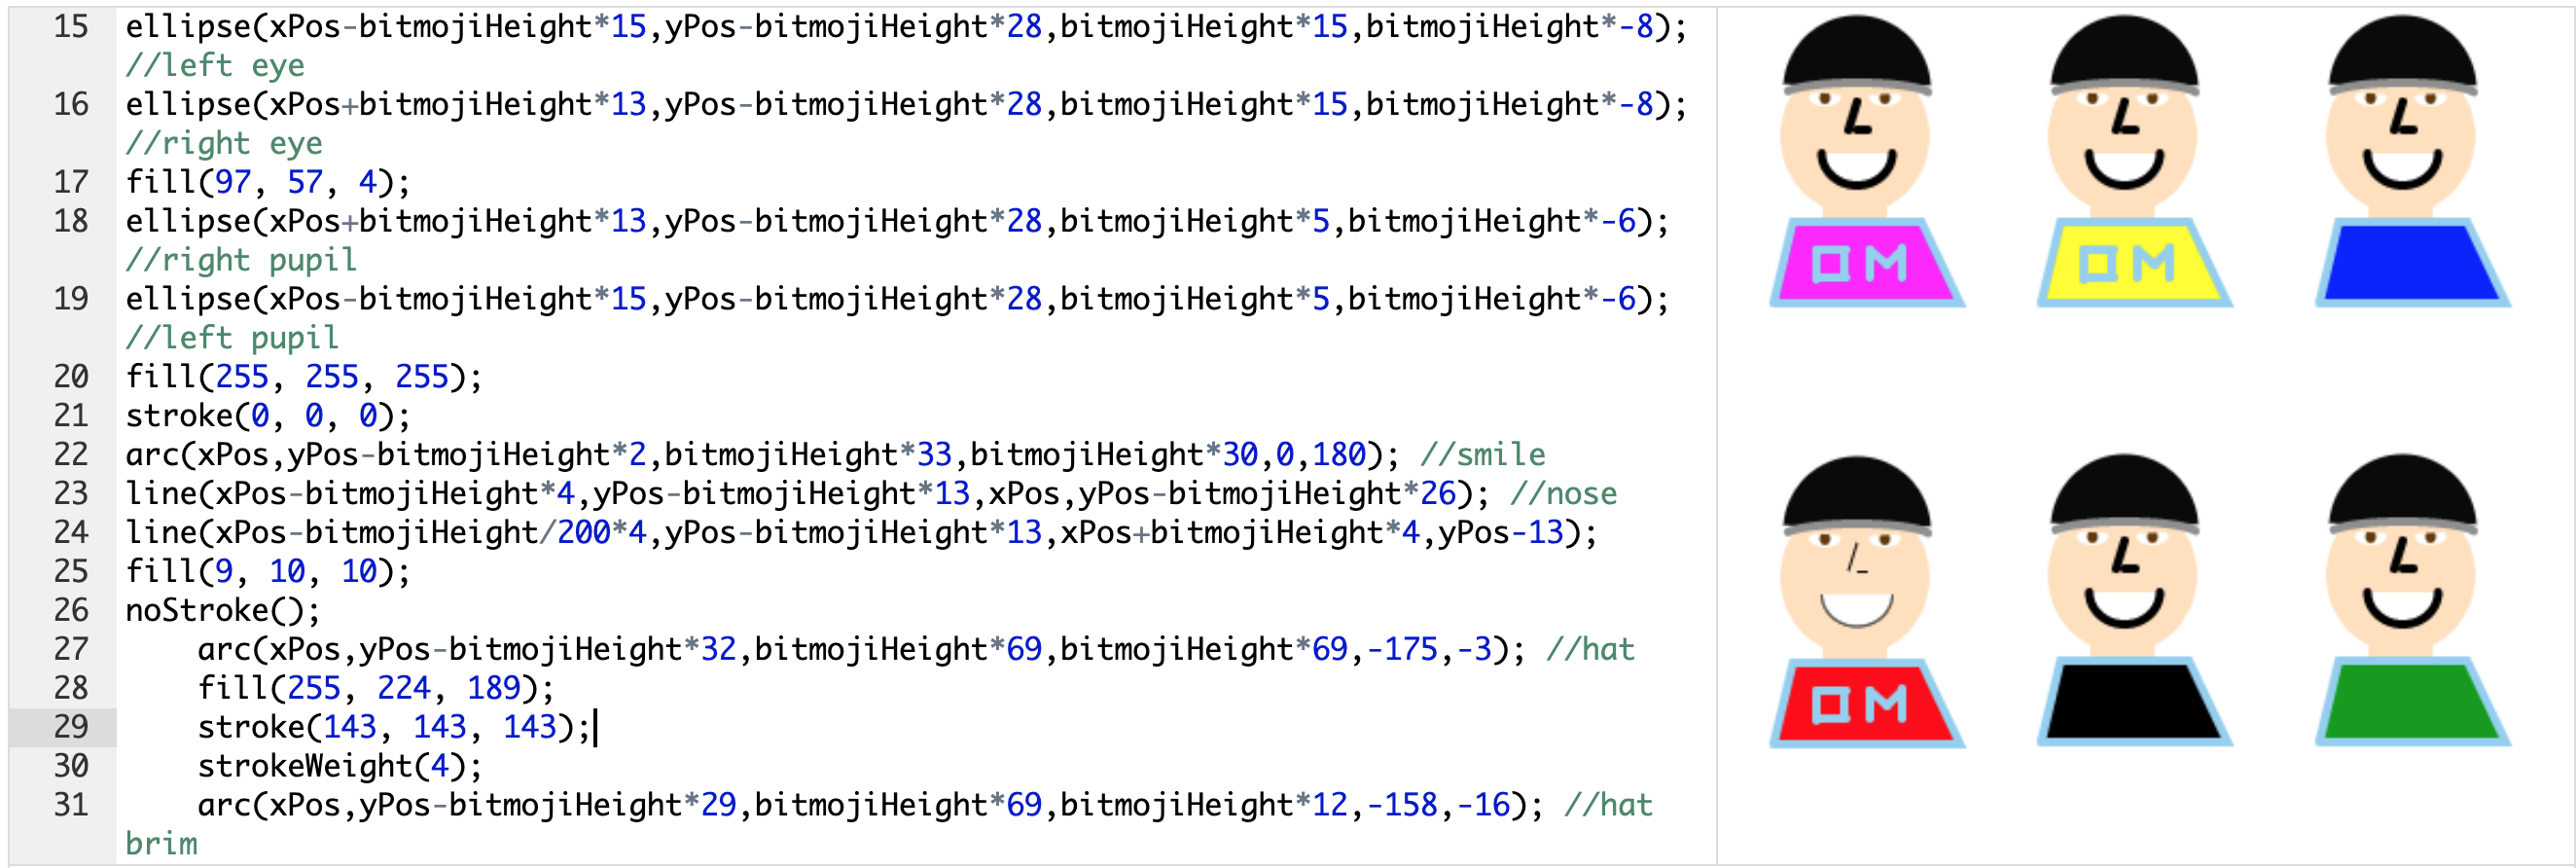 15 ellipse(xPos-bitmojiHeight*15,yPos-bitmojiHeight*28,bitmojiHeight*15,bitmojiHeight*-8);
//left eye
16 ellipse(xPos+bitmojiHeight*13,yPos-bitmojiHeight*28,bitmojiHeight*15,bitmojiHeight*-8);
//right eye
17 fill(97, 57, 4);
18 ellipse(xPos+bitmojiHeight*13,yPos-bitmojiHeight*28,bitmojiHeight*5,bitmojiHeight*-6);
//right pupil
19 ellipse(xPos-bitmojiHeight*15,yPos-bitmojiHeight*28,bitmojiHeight*5,bitmojiHeight*-6);
//left pupil
20 fill(255, 255, 255);
21 stroke(0, 0, 0);
22 arc(xPos,yPos-bitmojiHeight*2,bitmojiHeight*33,bitmojiHeight*30,0,180); //smile
23 line(xPos-bitmojiHeight*4,yPos-bitmojiHeight*13,xPos,yPos-bitmojiHeight*26); //nose
24 line(xPos-bitmojiHeight/200*4,yPos-bitmojiHeight*13,xPos+bitmojiHeight*4,yPos-13);
25 fill(9, 10, 10);
26 noStroke();
27 arc(xPos,yPos-bitmojiHeight*32,bitmojiHeight*69,bitmojiHeight*69,-175,-3); //hat
28 fill(255, 224, 189);
29 stroke(143, 143, 143);
30 strokeWeight(4);
31 arc(xPos,yPos-bitmojiHeight*29,bitmojiHeight*69,bitmojiHeight*12,-158,-16); //hat
brim
OM
OM
OM